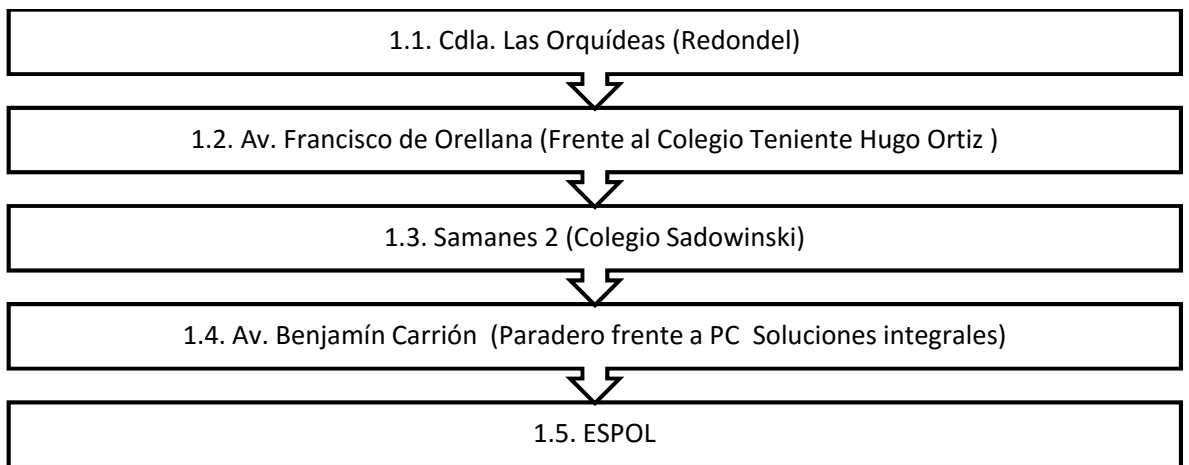 1.1. Cdla. Las Orquídeas (Redondel)
1.2. Av. Francisco de Orellana (Frente al Colegio Teniente Hugo Ortiz )
1.3. Samanes 2 (Colegio Sadowinski)
1.4. Av. Benjamín Carrión  (Paradero frente a PC  Soluciones integrales)
1.5. ESPOL